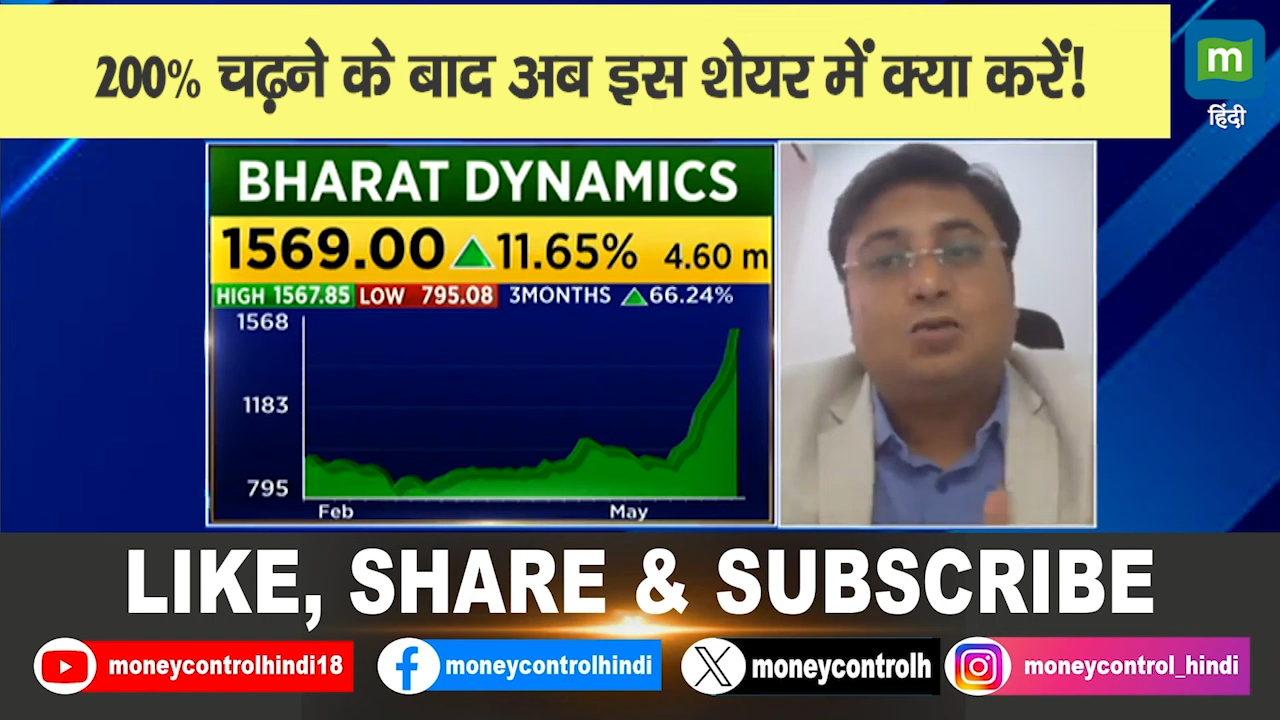 200% चढ़ने के बाद अब इस शेयर में क्या करें!
m
हिंदी
BHARAT DYNAMICS
1569.00 ▲ 11.65% 4.60 m
HIGH 1567.85 LOW 795.08 3MONTHS ▲ 66.24%
1568
1183
795
Feb May
LIKE, SHARE & SUBSCRIBE
moneycontrolhindi18 moneycontrolhindi moneycontrolh moneycontrol_hindi